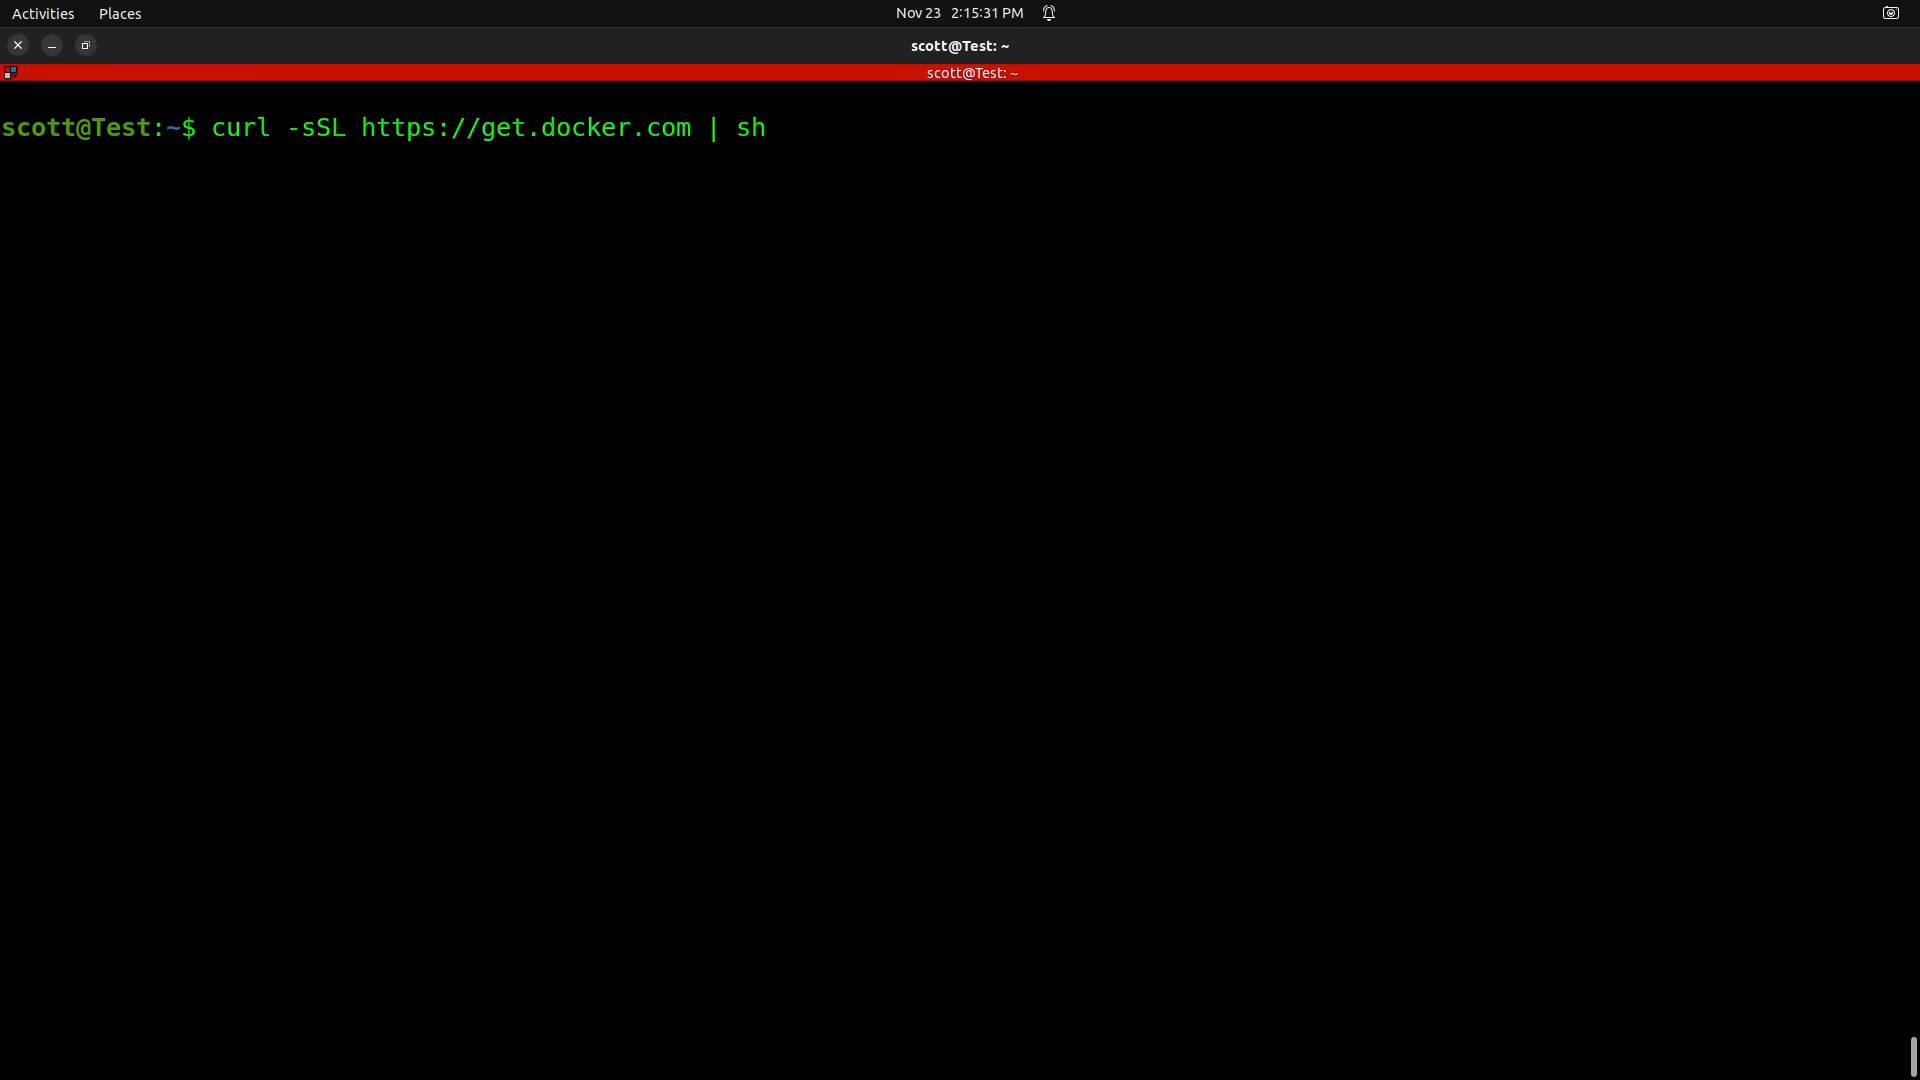 Activities Places Nov 23 2:15:31 PM
scott@Test: ~
scott@Test: ~
scott@Test:~$ curl -sSL https://get.docker.com | sh